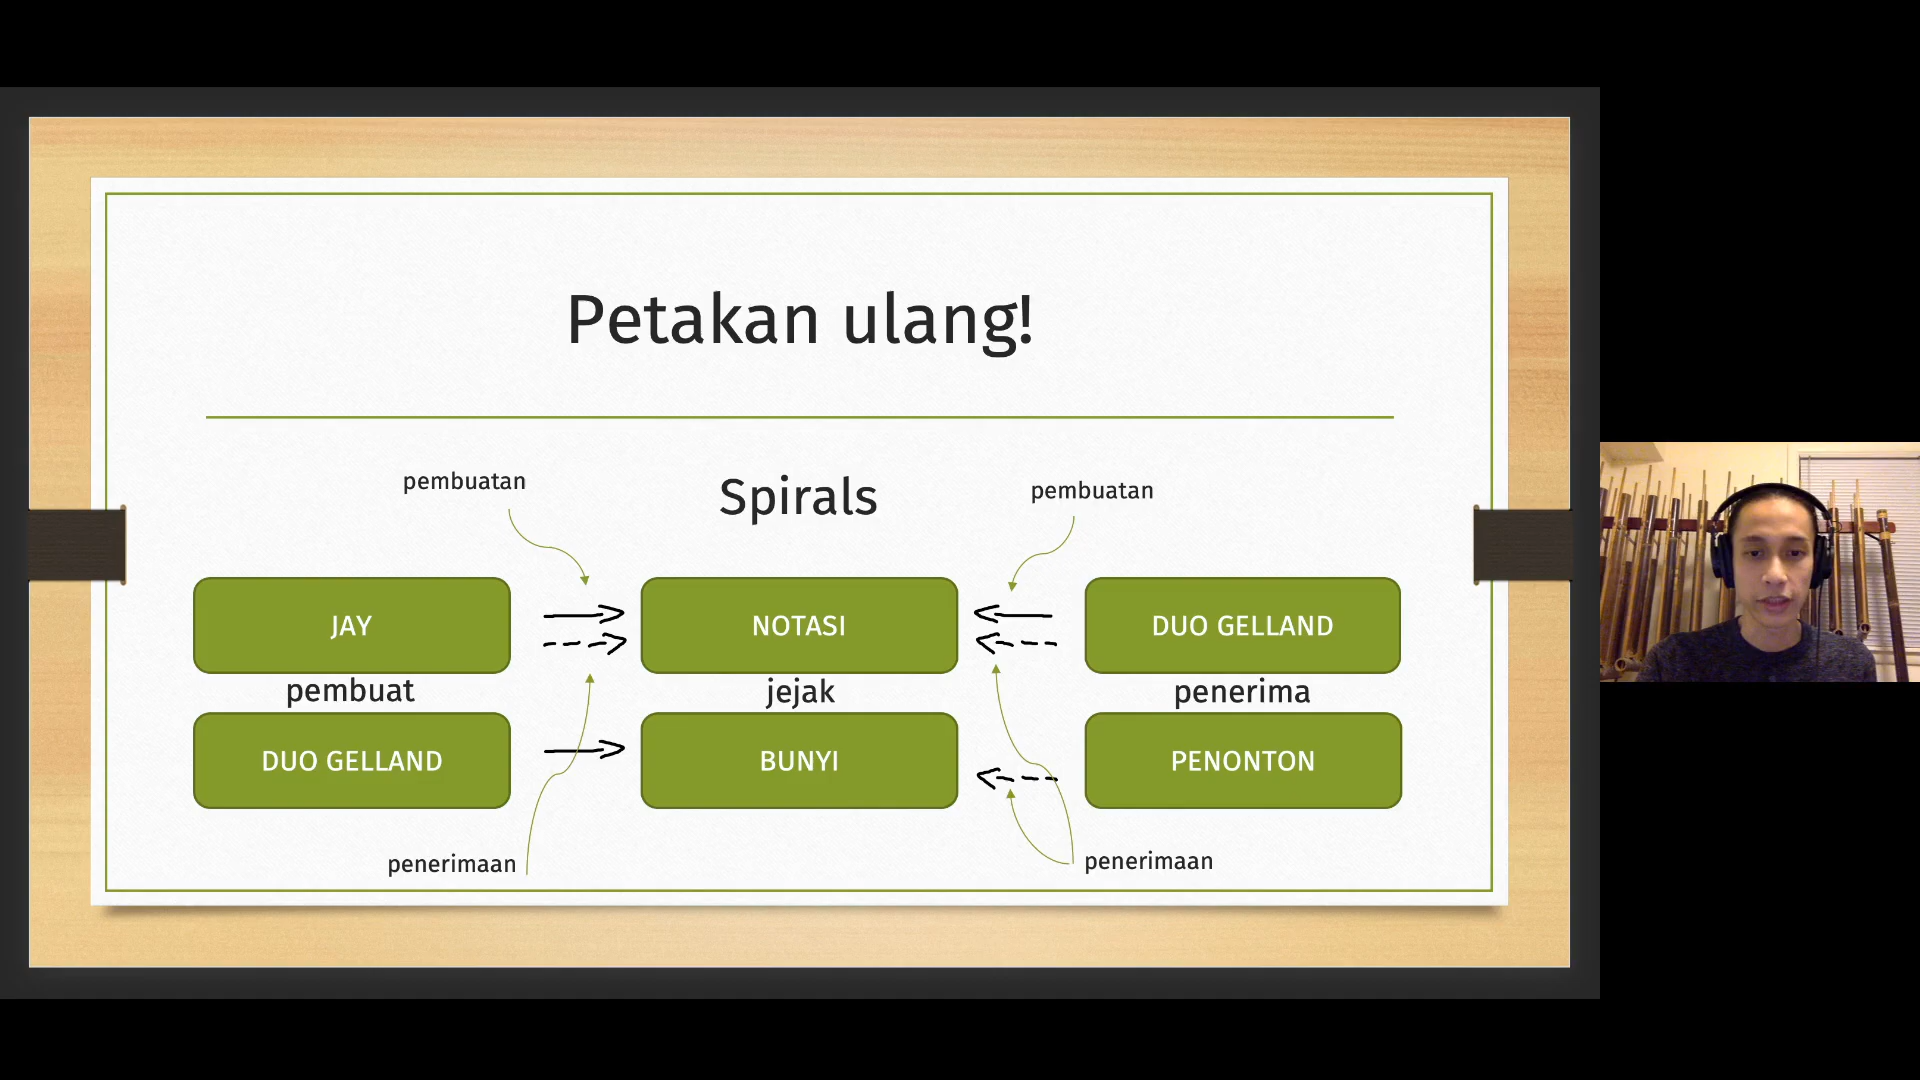 Petakan ulang!
pembuatan
Spirals
pembuatan
JAY
NOTASI
DUO GELLAND
pembuat
jejak
penerima
DUO GELLAND
BUNYI
PENONTON
penerimaan
penerimaan